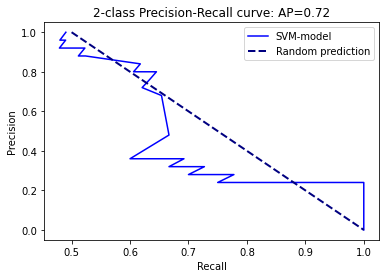 2-class Precision-Recall curve: AP=0.72
SVM-model
Random prediction
Precision
1.0
0.8
0.6
0.4
0.2
0.0
0.5 0.6 0.7 0.8 0.9 1.0
Recall